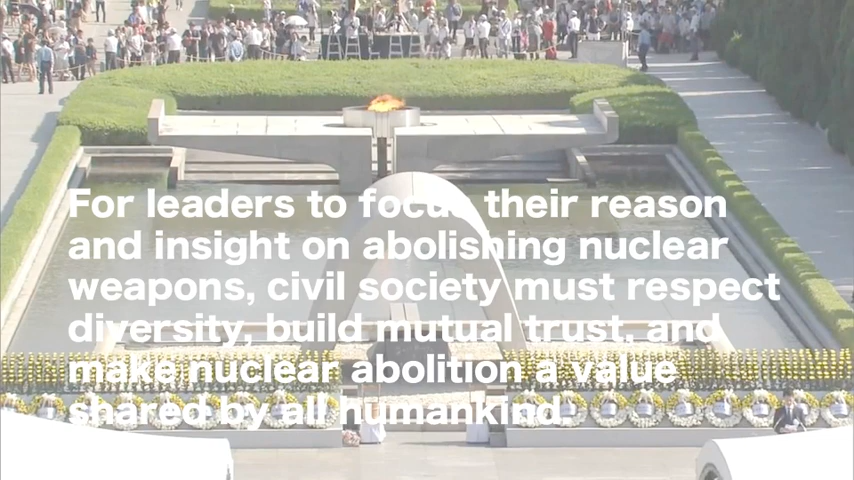 For leaders to focus their reason
and insight on abolishing nuclear
weapons, civil society must respect
diversity, build mutual trust, and
make nuclear abolition a value
shared by all humankind.